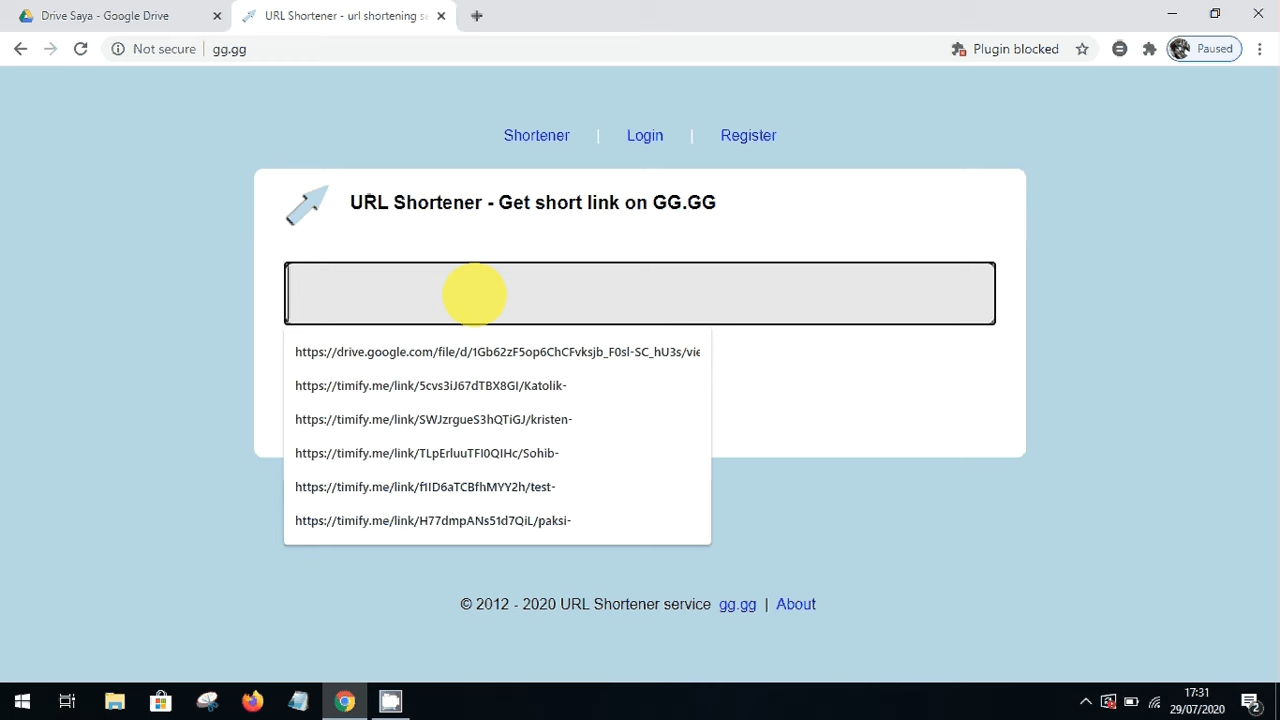 Drive Saya - Google Drive
URL Shortener - url shortening se
Not secure
gg.gg
Plugin blocked
Paused
Shortener | Login | Register
URL Shortener - Get short link on GG.GG
https://drive.google.com/file/d/1Gb62zF5op6ChCFvksjb_F0sl-SC_hU3s/vie
https://timify.me/link/5cvs3iJ67dTBX8GI/Katolik-
https://timify.me/link/SWJzrgueS3hQTiGJ/kristen-
https://timify.me/link/TLpErluuTFI0QIHc/Sohib-
https://timify.me/link/f1ID6aTCBfhMYY2h/test-
https://timify.me/link/H77dmpANs51d7QiL/paksi-
© 2012 - 2020 URL Shortener service gg.gg | About
17:31
29/07/2020
2